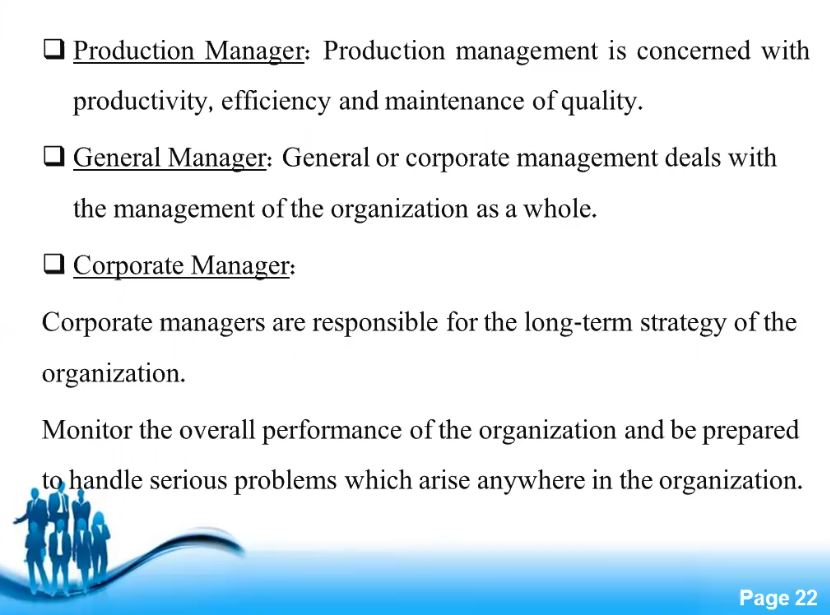 ❑ Production Manager: Production management is concerned with
productivity, efficiency and maintenance of quality.
❑ General Manager: General or corporate management deals with
the management of the organization as a whole.
❑ Corporate Manager:
Corporate managers are responsible for the long-term strategy of the
organization.
Monitor the overall performance of the organization and be prepared
to handle serious problems which arise anywhere in the organization.
Page 22